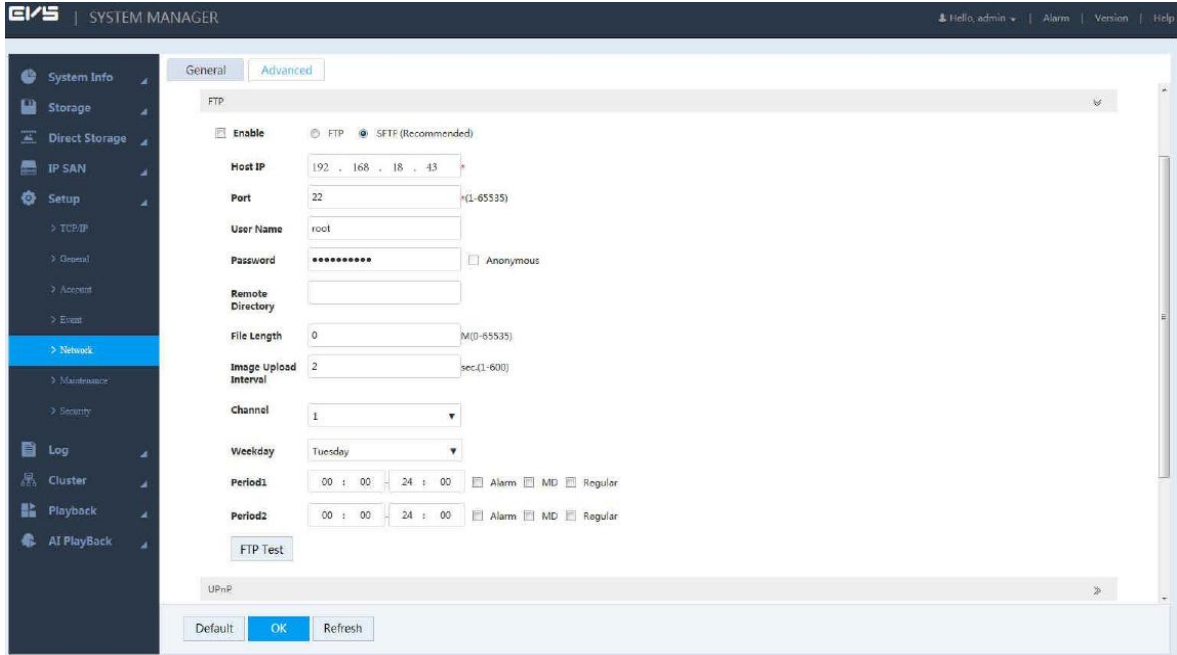 EVS | SYSTEM MANAGER
Hello, admin | Alarm | Version | Help
System Info
Storage
Direct Storage
IP SAN
Setup
> TCP/IP
> General
> Account
> Event
> Network
> Maintenance
> Security
Log
Cluster
Playback
AI PlayBack
General Advanced
FTP
Enable FTP SFTP (Recommended)
Host IP 192 . 168 . 18 . 43 *
Port 22 *(1-65535)
User Name root
Password •••••••••• Anonymous
Remote
Directory
File Length 0 M(0-65535)
Image Upload 2 sec.(1-600)
Interval
Channel 1
Weekday Tuesday
Period1 00 : 00 - 24 : 00 Alarm MD Regular
Period2 00 : 00 - 24 : 00 Alarm MD Regular
FTP Test
UPnP
Default OK Refresh